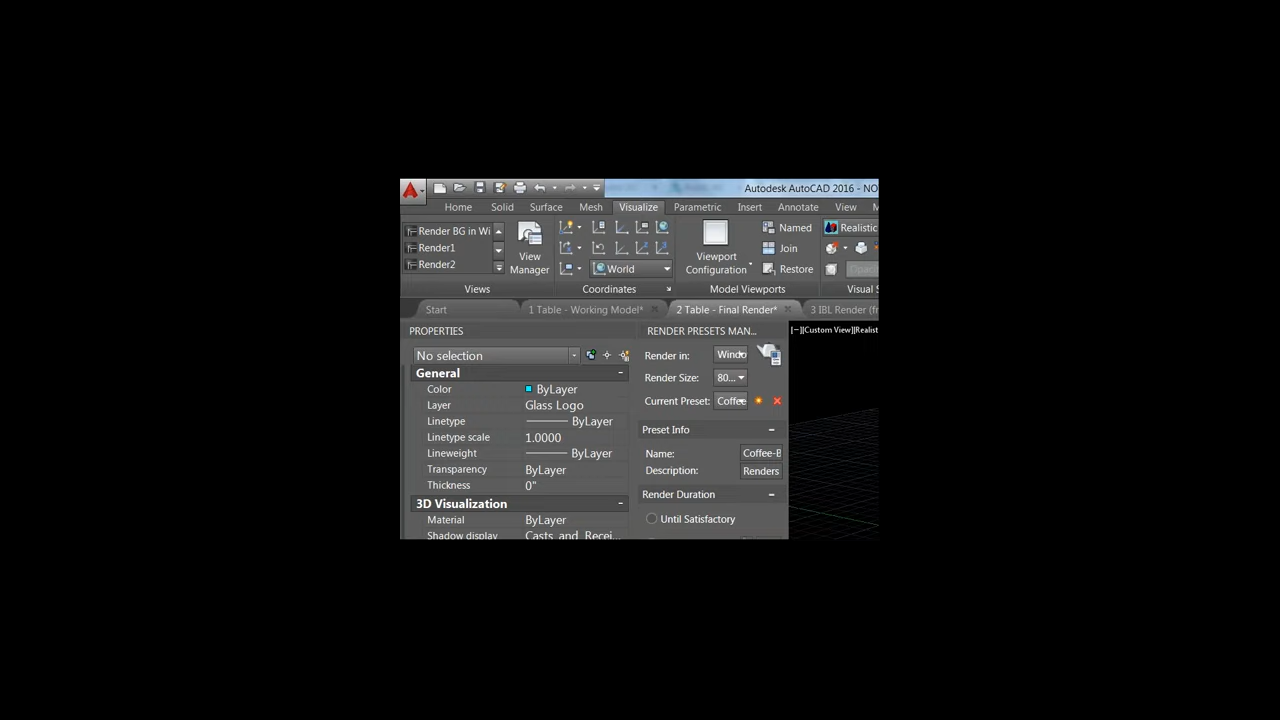 Autodesk AutoCAD 2016 - NO
Home Solid Surface Mesh Visualize Parametric Insert Annotate View
Render BG in Wi
Render1
Render2
View
Manager
World
Viewport
Configuration
Named
Join
Restore
Realistic
Views Coordinates Model Viewports Visual S
Start 1 Table - Working Model* 2 Table - Final Render* 3 IBL Render (fr
PROPERTIES
No selection
General
Color ByLayer
Layer Glass Logo
Linetype ByLayer
Linetype scale 1.0000
Lineweight ByLayer
Transparency ByLayer
Thickness 0"
3D Visualization
Material ByLayer
Shadow display Casts and Recei...
RENDER PRESETS MAN...
Render in: Windo
Render Size: 80...
Current Preset: Coffee
Preset Info
Name: Coffee-B
Description: Renders
Render Duration
Until Satisfactory
[−][Custom View][Realist